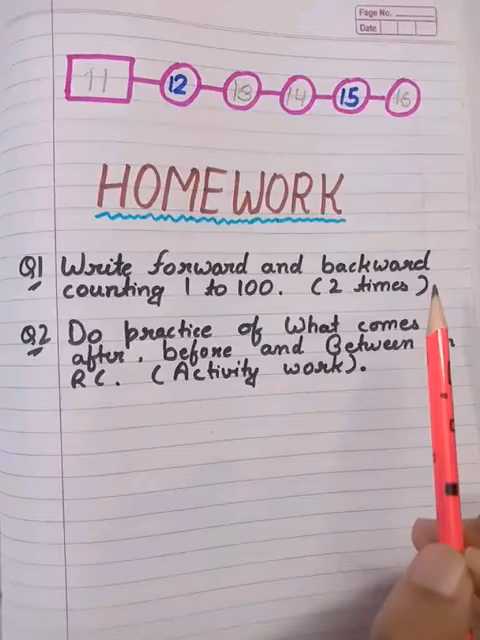 Page No.
Date
11 12 13 14 15 16
HOMEWORK
Q1 Write forward and backward
counting 1 to 100. (2 times).
Q2 Do practice of what comes
after, before and Between in
RC. (Activity work).